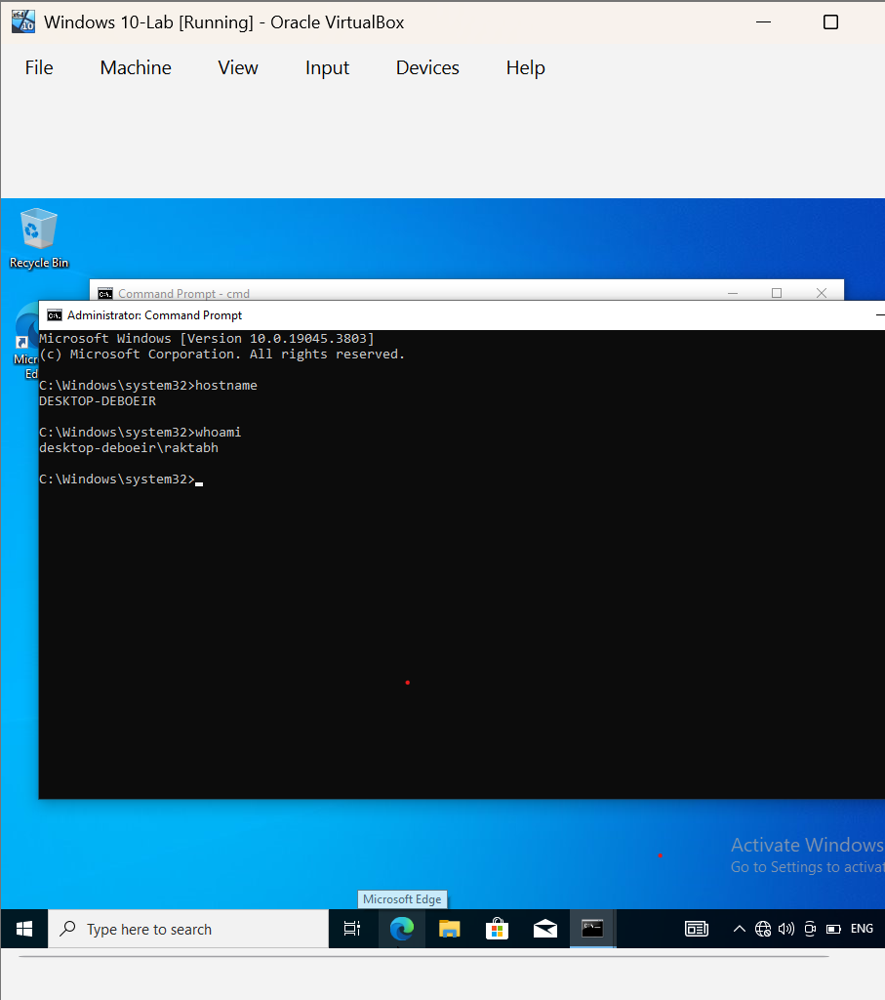 Windows 10-Lab [Running] - Oracle VirtualBox
File Machine View Input Devices Help
Recycle Bin
Command Prompt - cmd
Administrator: Command Prompt
Micr
Ed
Microsoft Windows [Version 10.0.19045.3803]
(c) Microsoft Corporation. All rights reserved.
C:\Windows\system32>hostname
DESKTOP-DEBOEIR
C:\Windows\system32>whoami
desktop-deboeir\raktabh
C:\Windows\system32>
Activate Windows
Go to Settings to activat
Microsoft Edge
Type here to search
ENG